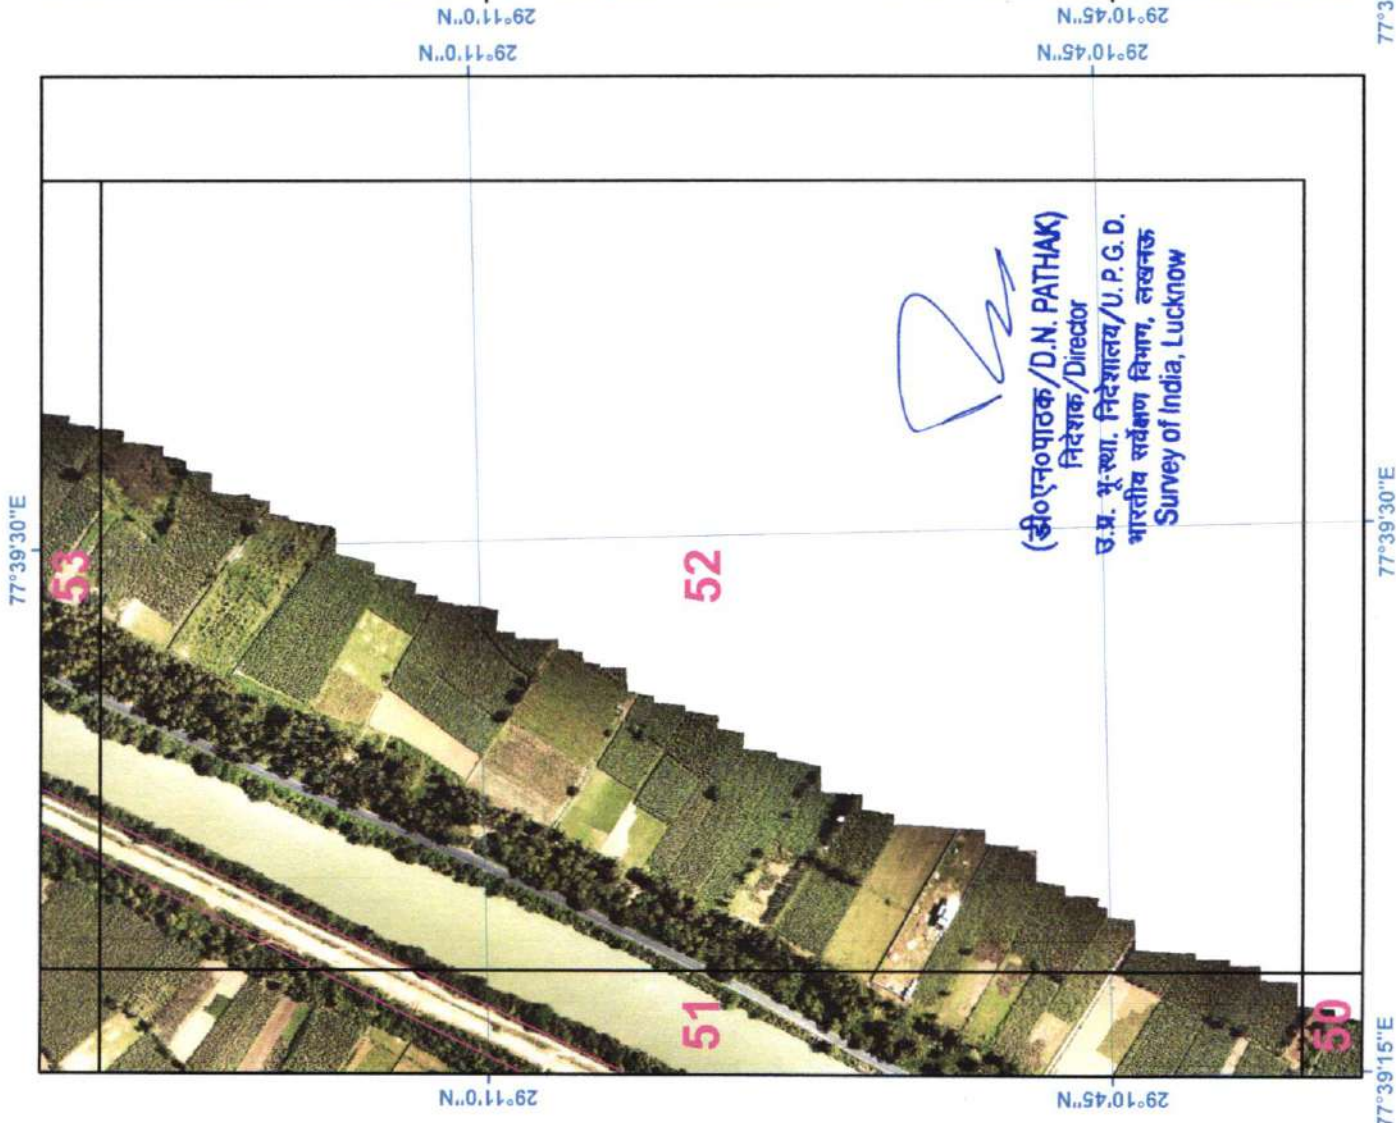 29°11'0"N
29°10'45"N
77°3
29°11'0"N
29°10'45"N
77°39'30"E
53
52
51
50
(डी०एन०पाठक/D.N. PATHAK)
निदेशक/Director
उ.प्र. भू-स्था. निदेशालय/U.P.G.D.
भारतीय सर्वेक्षण विभाग, लखनऊ
Survey of India, Lucknow
77°39'30"E
77°39'15"E
29°11'0"N
29°10'45"N